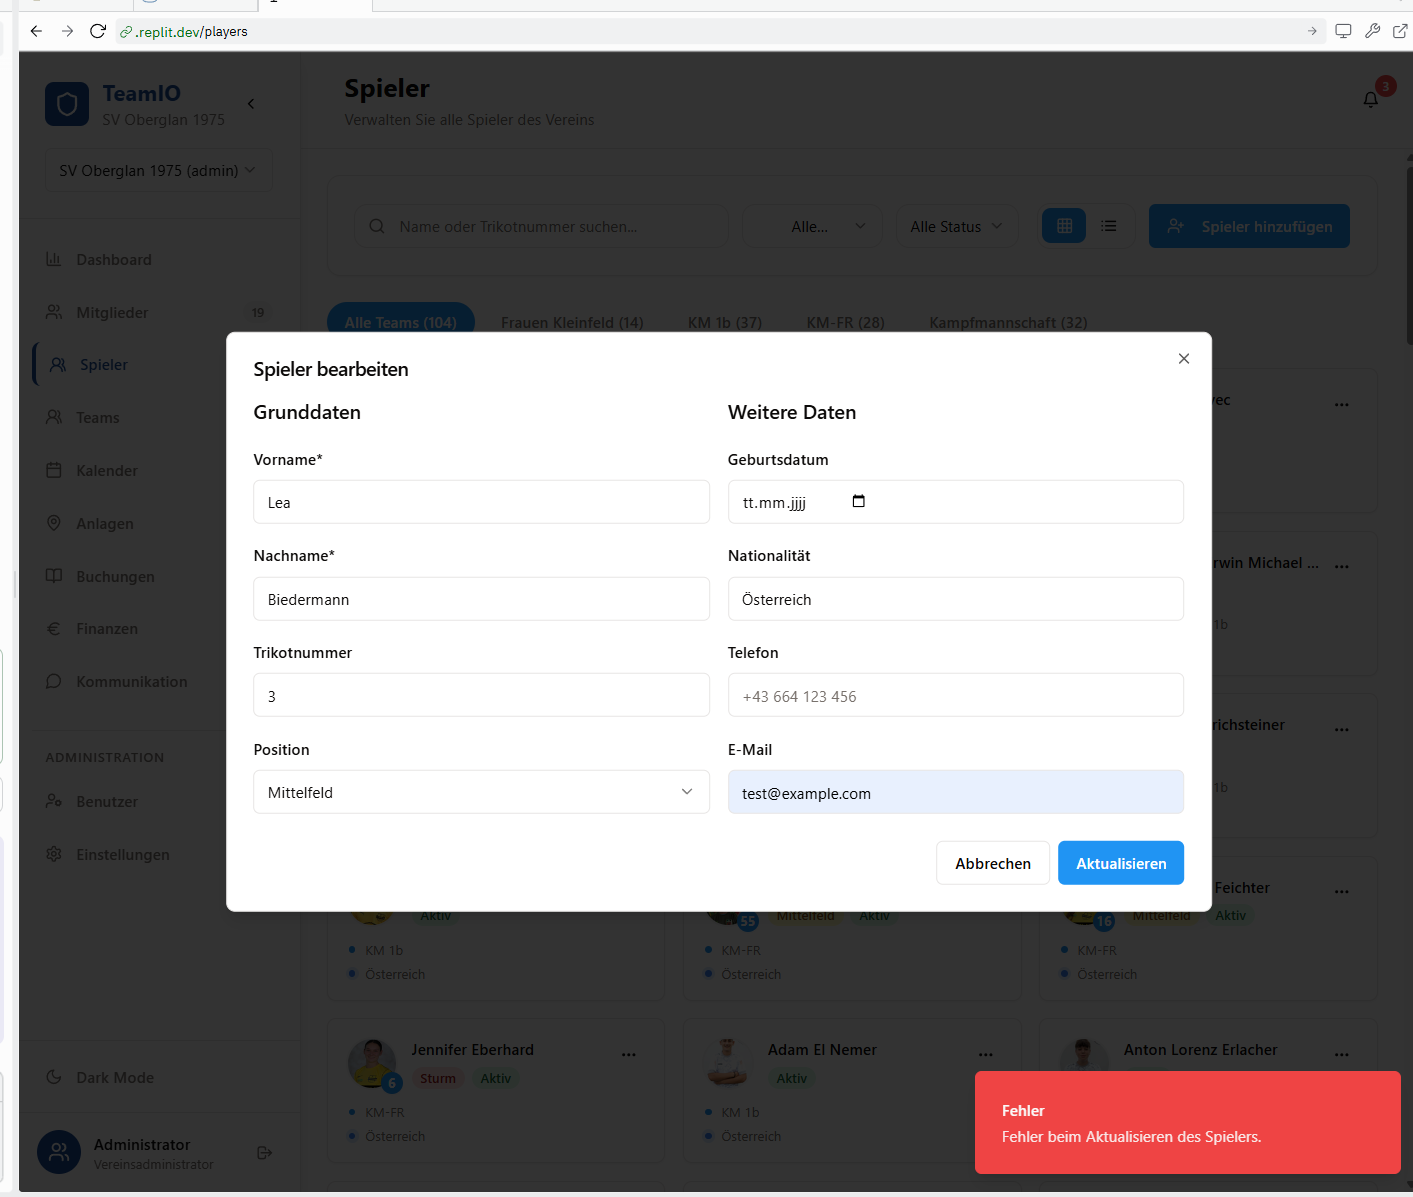 .replit.dev/players
TeamIO
SV Oberglan 1975
SV Oberglan 1975 (admin)
Dashboard
Mitglieder 19
Spieler
Teams
Kalender
Anlagen
Buchungen
Finanzen
Kommunikation
ADMINISTRATION
Benutzer
Einstellungen
Dark Mode
Administrator
Vereinsadministrator
Spieler
Verwalten Sie alle Spieler des Vereins
3
Name oder Trikotnummer suchen...
Alle...
Alle Status
Spieler hinzufügen
Alle Teams (104) Frauen Kleinfeld (14) KM 1b (37) KM-FR (28) Kampfmannschaft (32)
Spieler bearbeiten
Grunddaten
Vorname*
Lea
Nachname*
Biedermann
Trikotnummer
3
Position
Mittelfeld
Weitere Daten
Geburtsdatum
tt.mm.jjjj
Nationalität
Österreich
Telefon
+43 664 123 456
E-Mail
test@example.com
Abbrechen
Aktualisieren
rwin Michael ...
1b
richsteiner
1b
Aktiv
KM 1b
Österreich
55
Mittelfeld Aktiv
KM-FR
Österreich
Feichter
16
Mittelfeld Aktiv
KM-FR
Österreich
Jennifer Eberhard
6
Sturm Aktiv
KM-FR
Österreich
Adam El Nemer
Aktiv
KM 1b
Österreich
Anton Lorenz Erlacher
Fehler
Fehler beim Aktualisieren des Spielers.